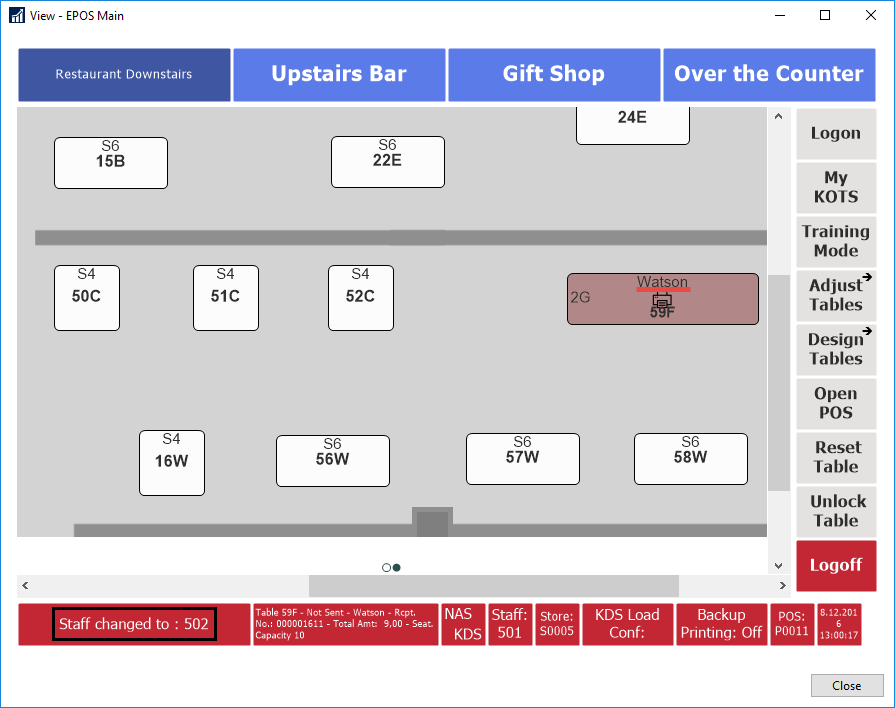 View - EPOS Main
Restaurant Downstairs
Upstairs Bar
Gift Shop
Over the Counter
24E
S6
15B
S6
22E
S4
50C
S4
51C
S4
52C
Watson
2G
59F
S4
16W
S6
56W
S6
57W
S6
58W
Logon
My
KOTS
Training
Mode
Adjust
Tables
Design
Tables
Open
POS
Reset
Table
Unlock
Table
Logoff
Staff changed to : 502
Table 59F - Not Sent - Watson - Rcpt.
No.: 000001611 - Total Amt: 9,00 - Seat.
Capacity 10
NAS
KDS
Staff:
501
Store:
S0005
KDS Load
Conf:
Backup
Printing: Off
POS:
P0011
8.12.201
6
13:00:17
Close